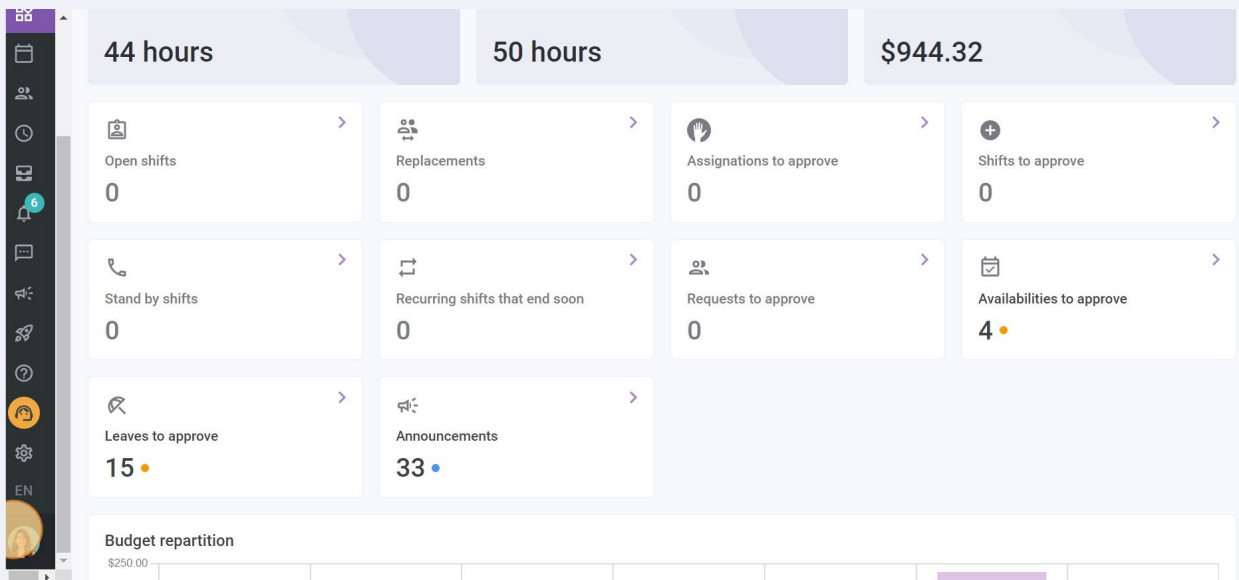 44 hours
50 hours
$944.32
Open shifts
0
Replacements
0
Assignations to approve
0
Shifts to approve
0
6
Stand by shifts
0
Recurring shifts that end soon
0
Requests to approve
0
Availabilities to approve
4
Leaves to approve
15
Announcements
33
EN
Budget repartition
$250.00